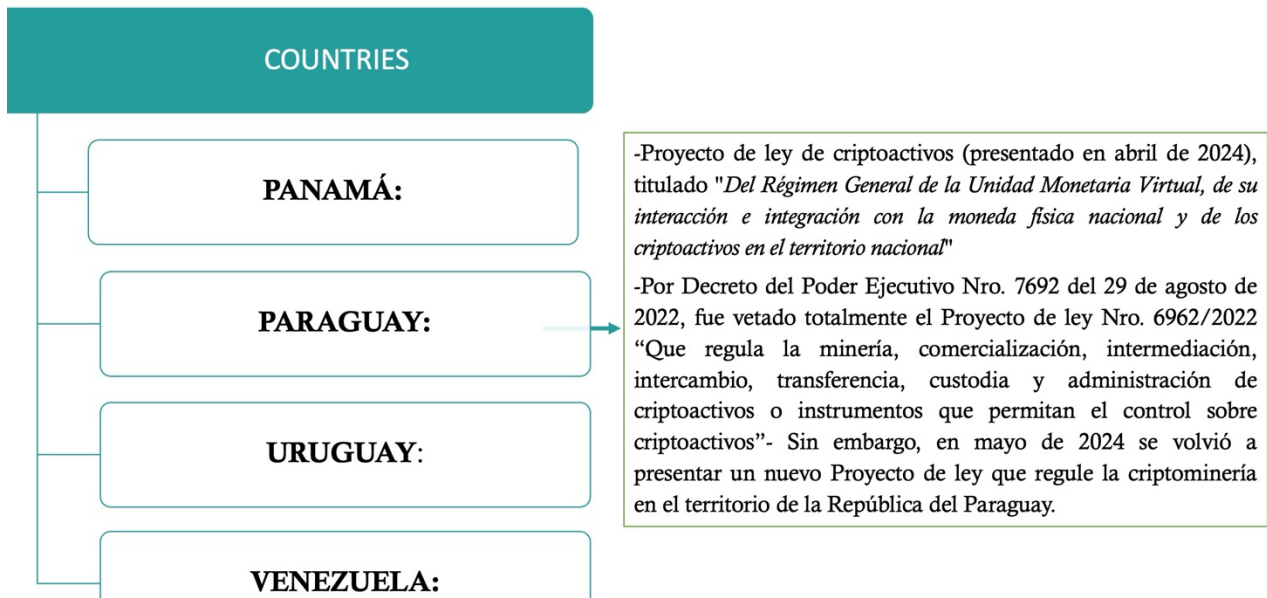 COUNTRIES
PANAMÁ:
PARAGUAY:
URUGUAY:
VENEZUELA:
-Proyecto de ley de criptoactivos (presentado en abril de 2024),
titulado "Del Régimen General de la Unidad Monetaria Virtual, de su
interacción e integración con la moneda física nacional y de los
criptoactivos en el territorio nacional"
-Por Decreto del Poder Ejecutivo Nro. 7692 del 29 de agosto de
2022, fue vetado totalmente el Proyecto de ley Nro. 6962/2022
“Que regula la minería, comercialización, intermediación,
intercambio, transferencia, custodia y administración de
criptoactivos o instrumentos que permitan el control sobre
criptoactivos”- Sin embargo, en mayo de 2024 se volvió a
presentar un nuevo Proyecto de ley que regule la criptominería
en el territorio de la República del Paraguay.